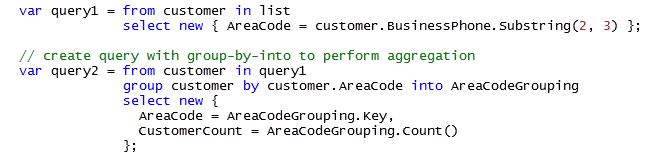 var query1 = from customer in list
select new { AreaCode = customer.BusinessPhone.Substring(2, 3) };
// create query with group-by-into to perform aggregation
var query2 = from customer in query1
group customer by customer.AreaCode into AreaCodeGrouping
select new {
AreaCode = AreaCodeGrouping.Key,
CustomerCount = AreaCodeGrouping.Count()
};